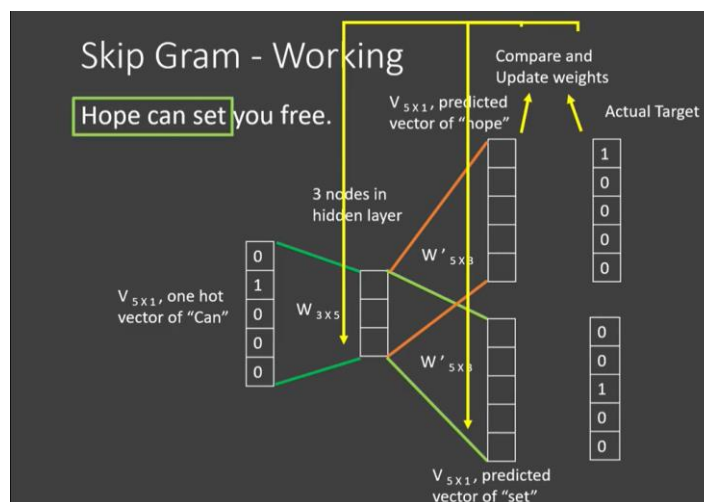 Skip Gram - Working
Hope can set you free.
Compare and
Update weights
V 5 X 1, predicted
vector of "hope"
Actual Target
3 nodes in
hidden layer
V 5 X 1, one hot
vector of "Can"
0
1
0
0
0
W 3 X 5
W ' 5 X 3
W ' 5 X 3
1
0
0
0
0
0
0
1
0
0
V 5 X 1, predicted
vector of "set"